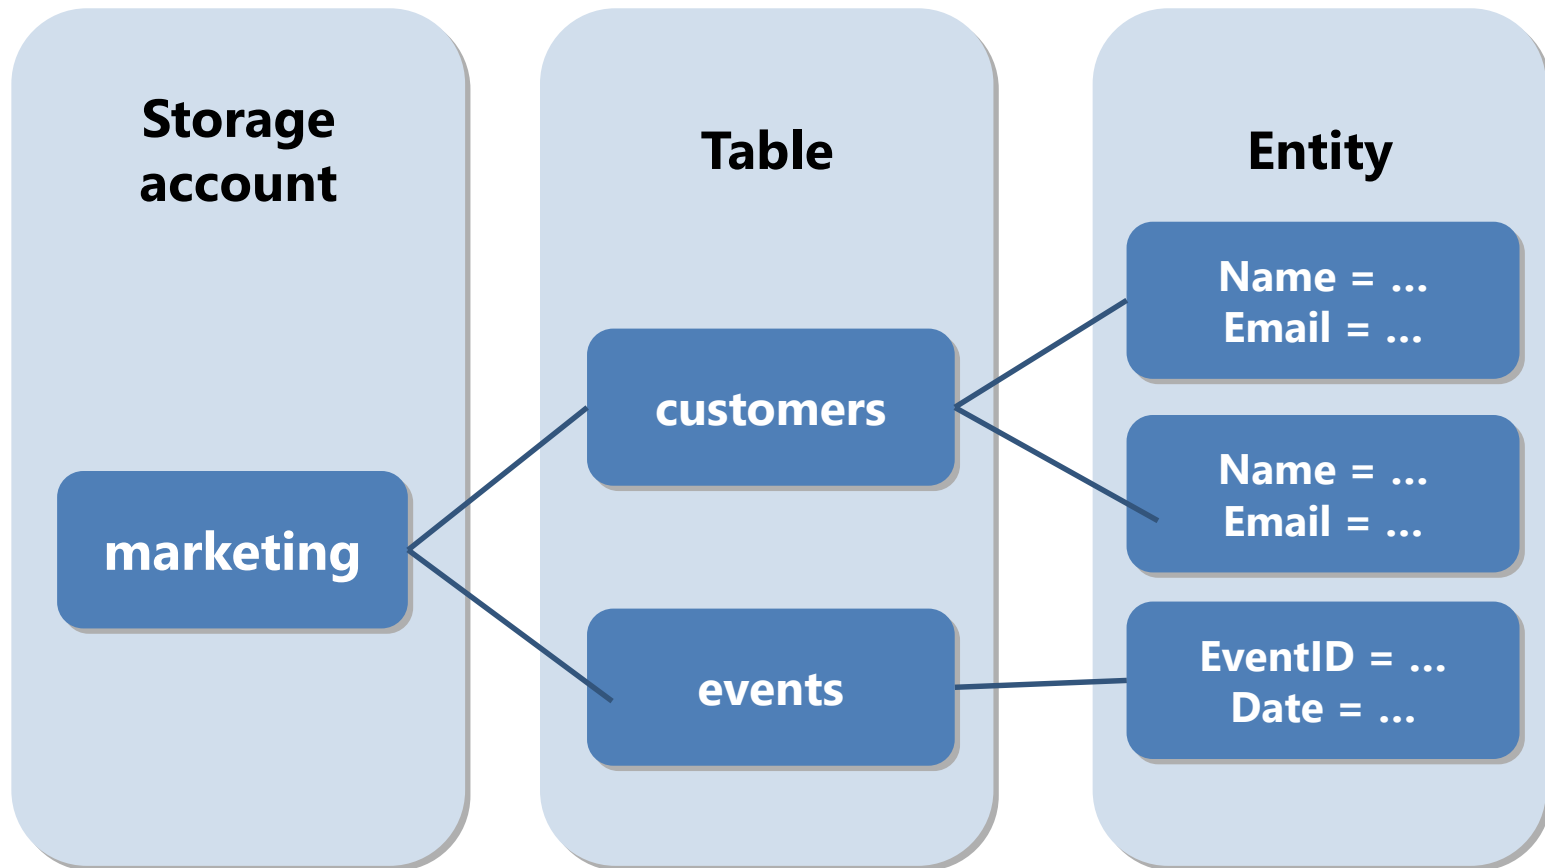 Storage
account
marketing
Table
customers
events
Entity
Name = ...
Email = ...
Name = ...
Email = ...
EventID = ...
Date = ...